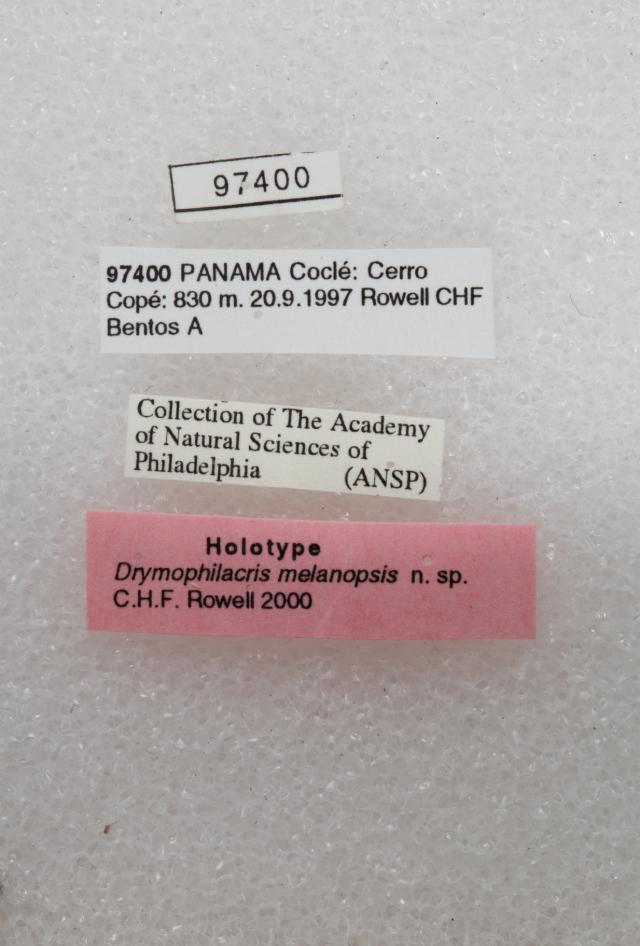 97400
97400 PANAMA Coclé: Cerro
Copé: 830 m. 20.9.1997 Rowell CHF
Bentos A
Collection of The Academy
of Natural Sciences of
Philadelphia (ANSP)
Holotype
Drymophilacris melanopsis n. sp.
C.H.F. Rowell 2000